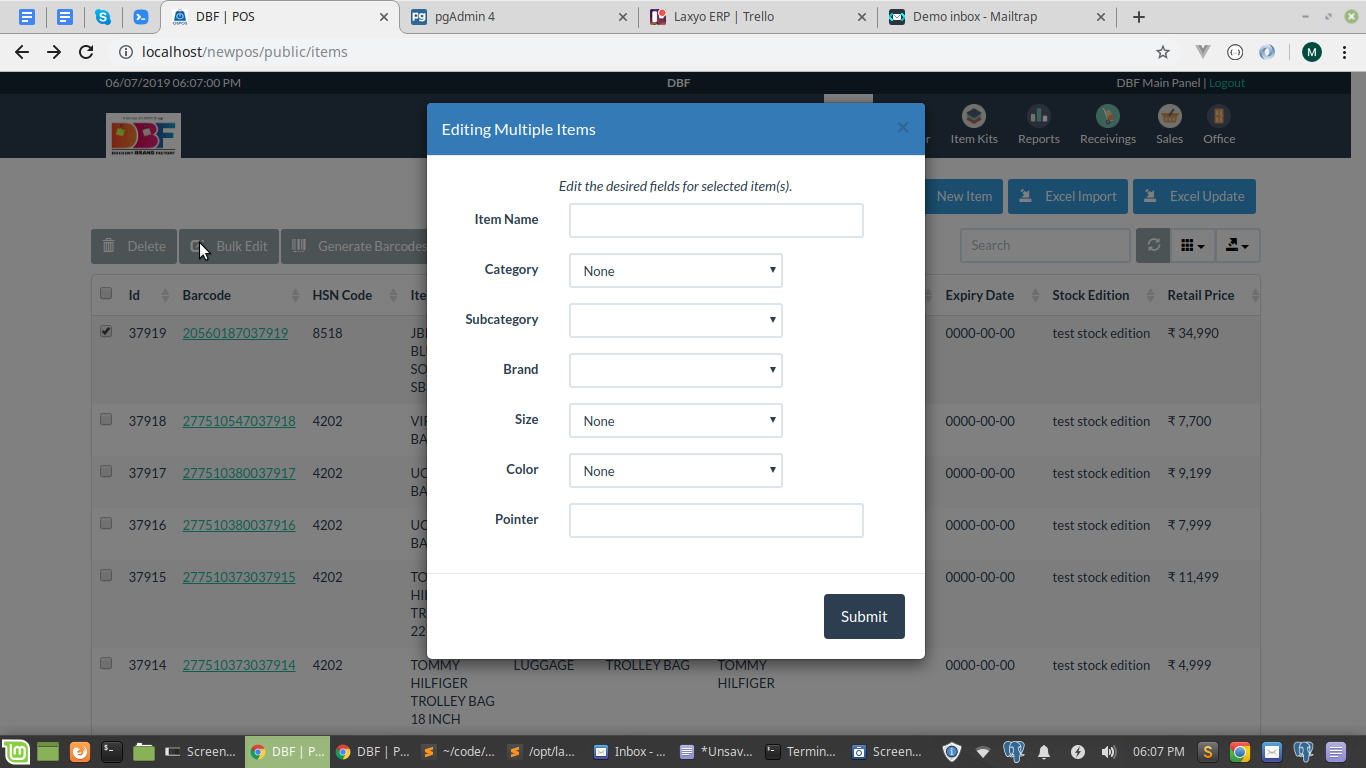 DBF | POS
pgAdmin 4
Laxyo ERP | Trello
Demo inbox - Mailtrap
localhost/newpos/public/items
M
06/07/2019 06:07:00 PM
DBF
DBF Main Panel | Logout
DBF
DISCOUNT BRAND FACTORY
Item Kits
Reports
Receivings
Sales
Office
Editing Multiple Items
×
Edit the desired fields for selected item(s).
Item Name
Category
None
Subcategory
Brand
Size
None
Color
None
Pointer
Submit
New Item
Excel Import
Excel Update
Delete
Bulk Edit
Generate Barcodes
Search
Id
Barcode
HSN Code
Ite
Expiry Date
Stock Edition
Retail Price
37919
20560187037919
8518
JB
BL
SO
SB
0000-00-00
test stock edition
₹ 34,990
37918
277510547037918
4202
VI
BA
0000-00-00
test stock edition
₹ 7,700
37917
277510380037917
4202
UC
BA
0000-00-00
test stock edition
₹ 9,199
37916
277510380037916
4202
UC
BA
0000-00-00
test stock edition
₹ 7,999
37915
277510373037915
4202
TO
HI
TR
22
0000-00-00
test stock edition
₹ 11,499
37914
277510373037914
4202
TOMMY
HILFIGER
TROLLEY BAG
18 INCH
LUGGAGE
TROLLEY BAG
TOMMY
HILFIGER
0000-00-00
test stock edition
₹ 4,999
Screen...
DBF | P...
DBF | P...
~/code/...
/opt/la...
Inbox - ...
*Unsav...
Termin...
Screen...
06:07 PM